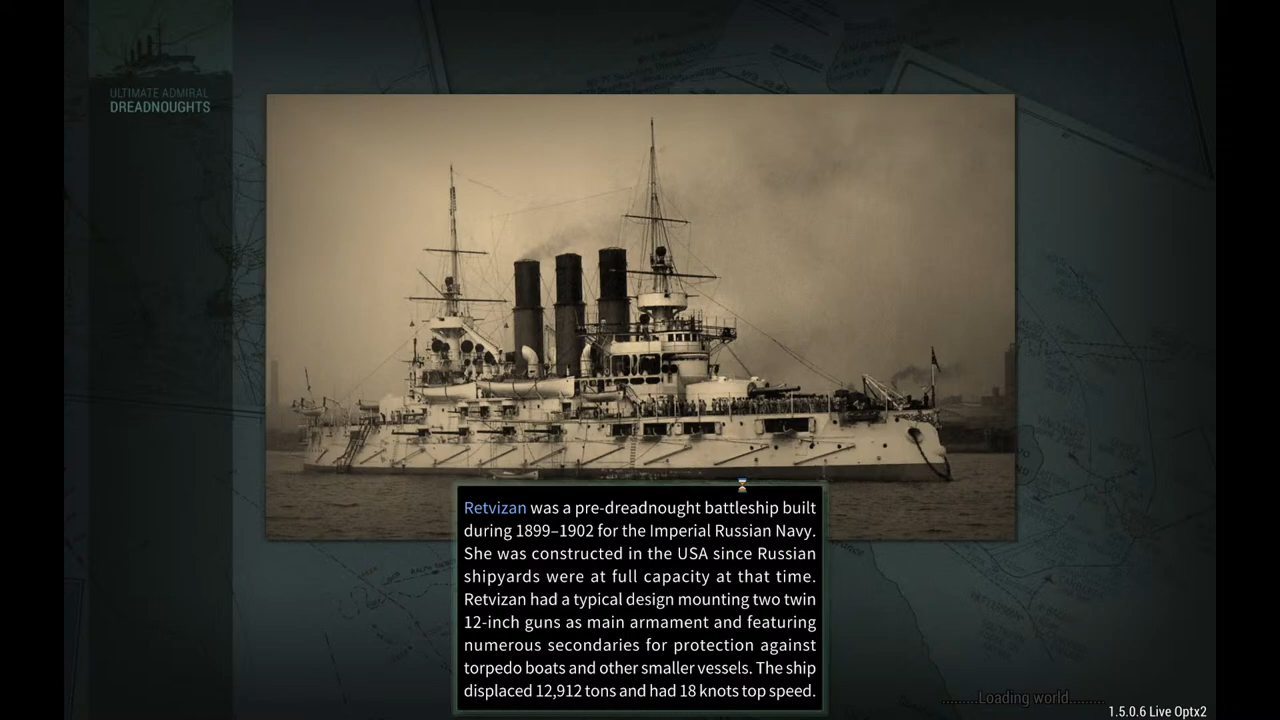 ULTIMATE ADMIRAL
DREADNOUGHTS
Retvizan was a pre-dreadnought battleship built
during 1899–1902 for the Imperial Russian Navy.
She was constructed in the USA since Russian
shipyards were at full capacity at that time.
Retvizan had a typical design mounting two twin
12-inch guns as main armament and featuring
numerous secondaries for protection against
torpedo boats and other smaller vessels. The ship
displaced 12,912 tons and had 18 knots top speed.
.........Loading world.........
1.5.0.6 Live Optx2